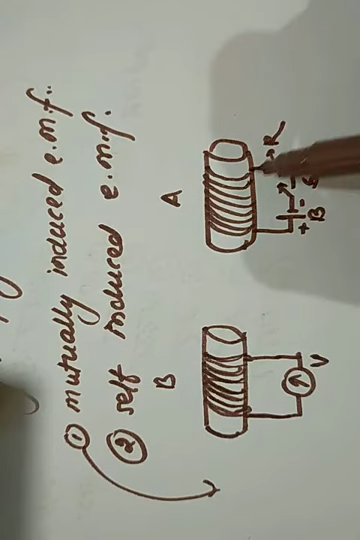 ① mutually induced e.m.f.
② self induced e.m.f.
B
A
V
+ -
B
S
R